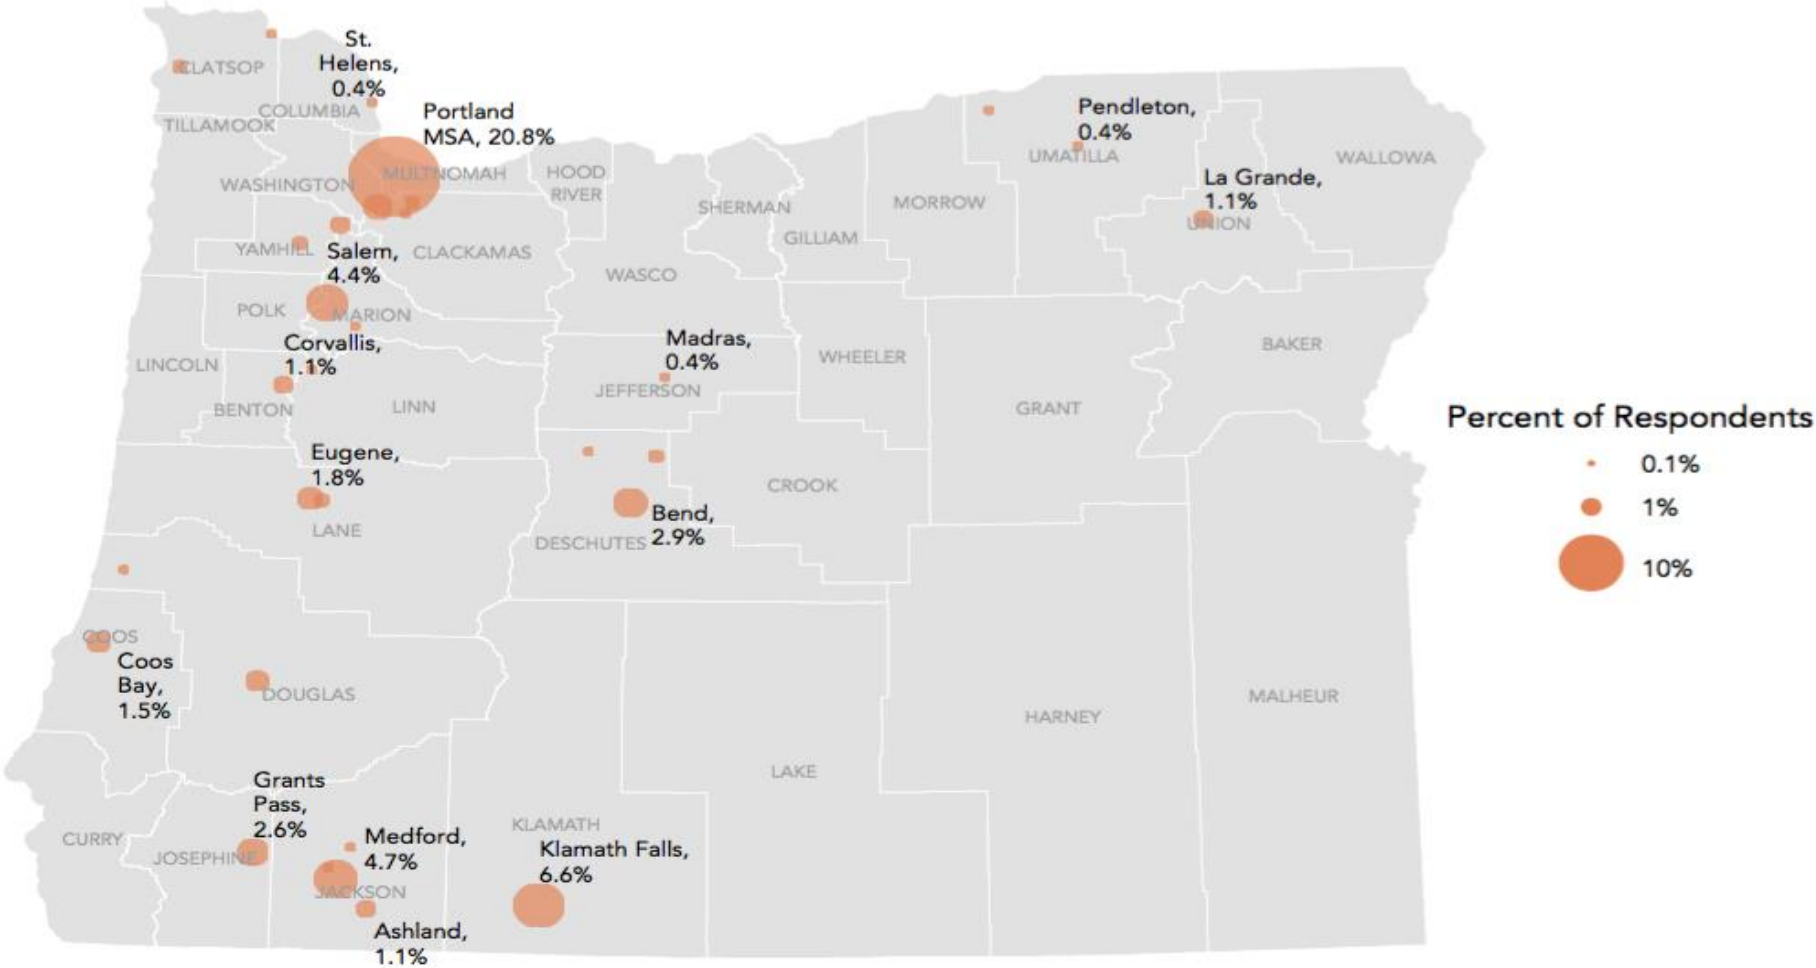 St.
Helens,
0.4%
CLATSOP
COLUMBIA
TILLAMOOK
Portland
MSA, 20.8%
MULTNOMAH
WASHINGTON
HOOD
RIVER
Pendleton,
0.4%
UMATILLA
WALLOWA
La Grande,
1.1%
UNION
SHERMAN
MORROW
GILLIAM
YAMHILL
Salem,
4.4%
CLACKAMAS
WASCO
POLK
MARION
Corvallis,
1.1%
LINCOLN
BENTON
LINN
Madras,
0.4%
JEFFERSON
WHEELER
GRANT
BAKER
Eugene,
1.8%
LANE
CROOK
Bend,
2.9%
DESCHUTES
COOS
Coos
Bay,
1.5%
DOUGLAS
HARNEY
MALHEUR
LAKE
Grants
Pass,
2.6%
CURRY
JOSEPHINE
Medford,
4.7%
JACKSON
Ashland,
1.1%
KLAMATH
Klamath Falls,
6.6%
Percent of Respondents
0.1%
1%
10%